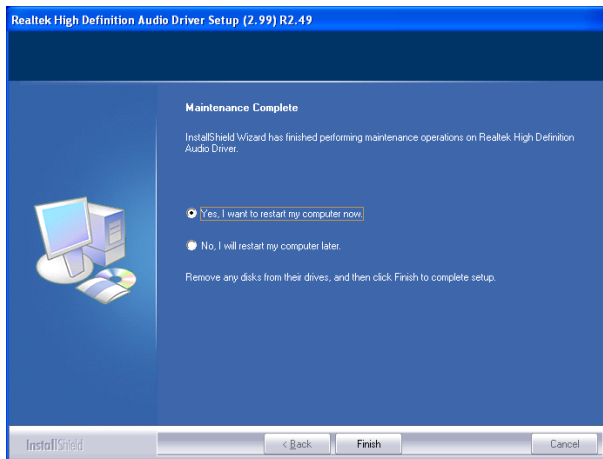 Realtek High Definition Audio Driver Setup (2.99) R2.49
Maintenance Complete
InstallShield Wizard has finished performing maintenance operations on Realtek High Definition
Audio Driver.
Yes, I want to restart my computer now.
No, I will restart my computer later.
Remove any disks from their drives, and then click Finish to complete setup.
InstallShield
< Back
Finish
Cancel